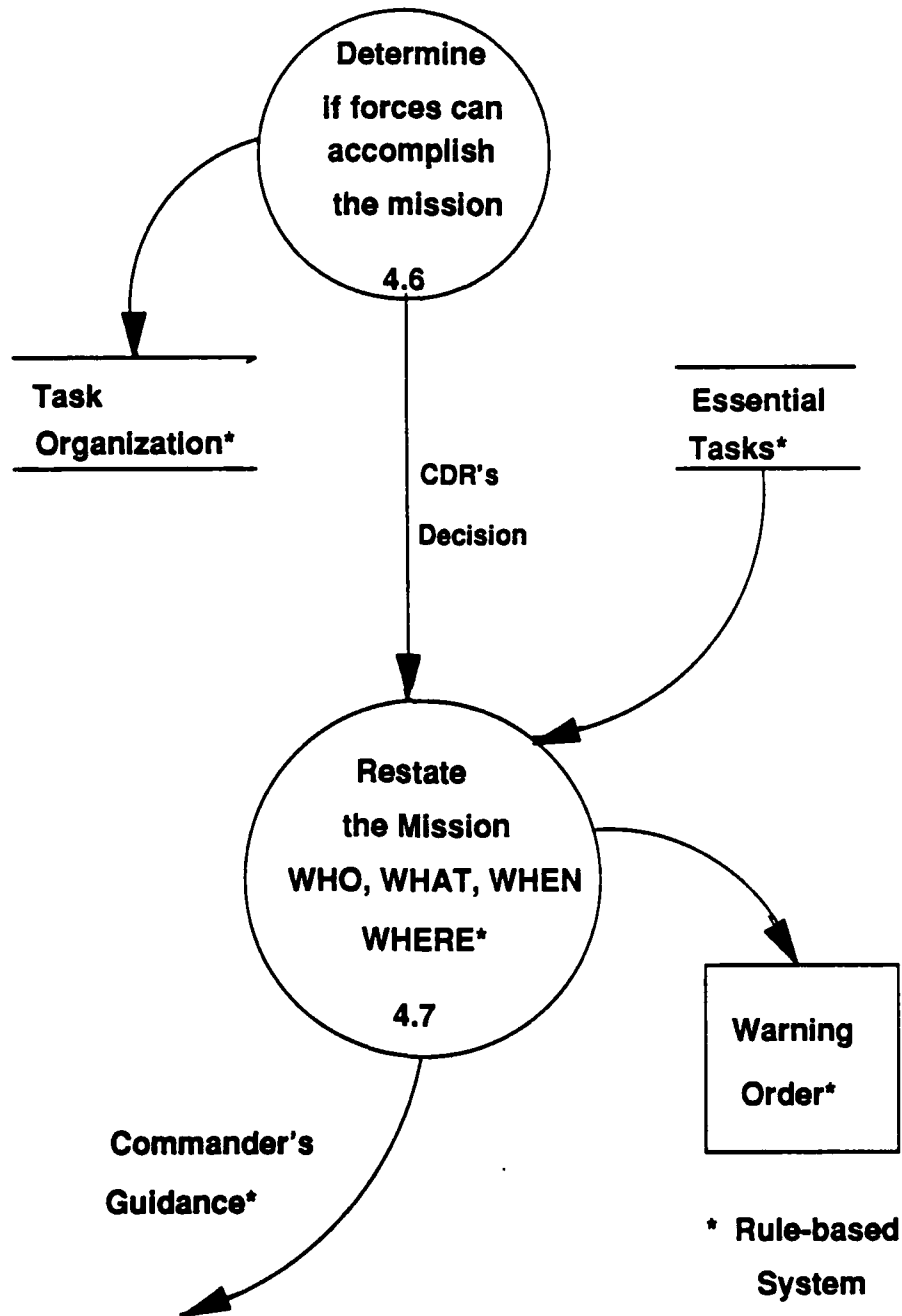 Determine
if forces can
accomplish
the mission
4.6
Task
Organization*
Essential
Tasks*
CDR's
Decision
Restate
the Mission
WHO, WHAT, WHEN
WHERE*
4.7
Warning
Order*
Commander's
Guidance*
* Rule-based
System